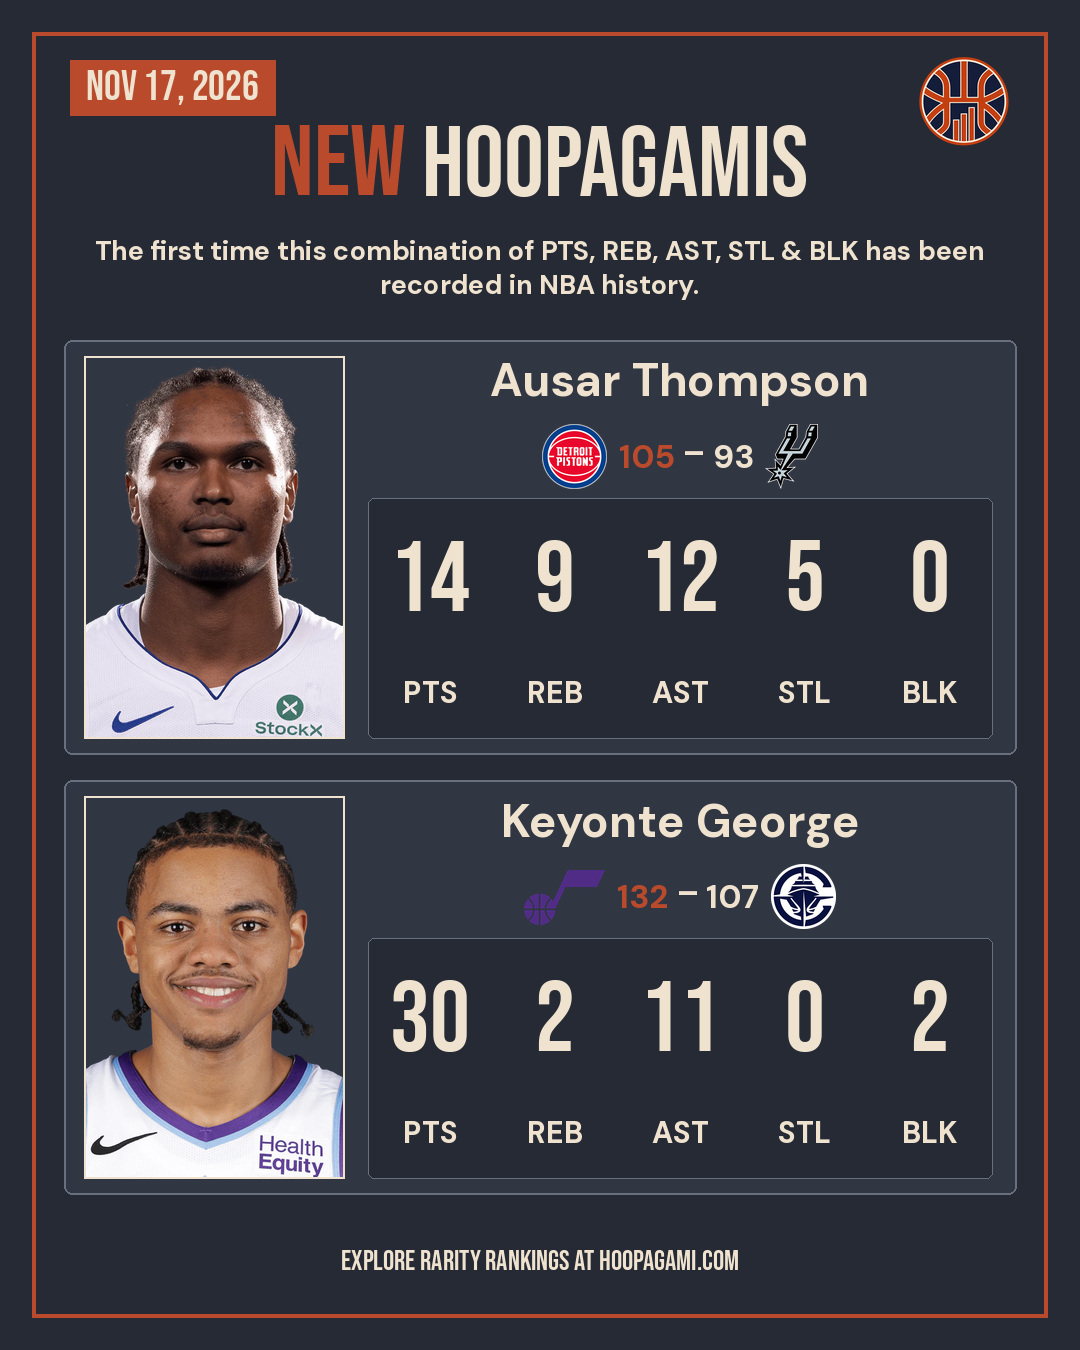 NOV 17, 2026
NEW HOOPAGAMIS
The first time this combination of PTS, REB, AST, STL & BLK has been
recorded in NBA history.
Ausar Thompson
DETROIT
PISTONS
105 – 93
14 9 12 5 0
PTS REB AST STL BLK
StockX
Keyonte George
132 – 107
30 2 11 0 2
PTS REB AST STL BLK
Health
Equity
EXPLORE RARITY RANKINGS AT HOOPAGAMI.COM